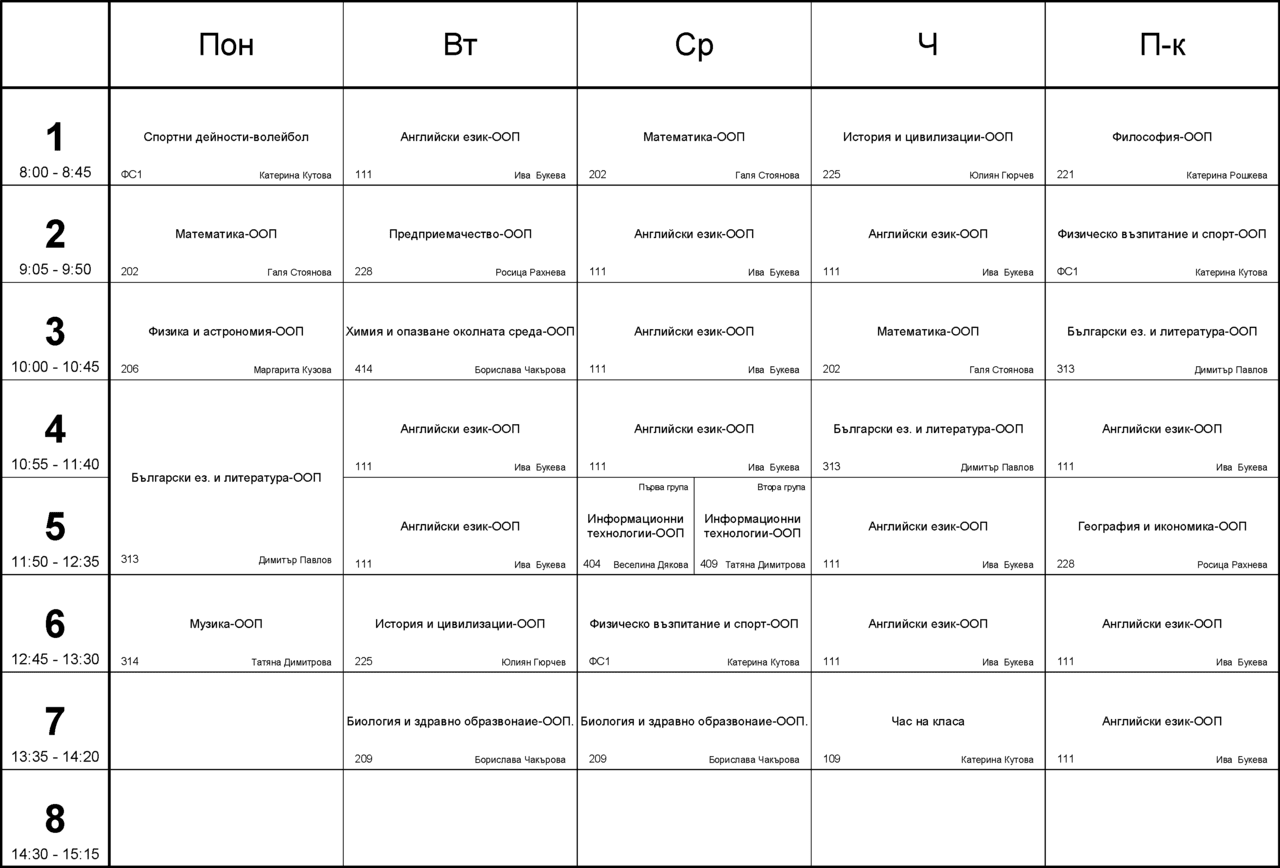 Пон
Вт
Ср
Ч
П-к
1
8:00 - 8:45
Спортни дейности-волейбол
ФС1 Катерина Кутова
Английски език-ООП
111 Ива Букева
Математика-ООП
202 Галя Стоянова
История и цивилизации-ООП
225 Юлиян Гюрчев
Философия-ООП
221 Катерина Рошкева
2
9:05 - 9:50
Математика-ООП
202 Галя Стоянова
Предприемачество-ООП
228 Росица Рахнева
Английски език-ООП
111 Ива Букева
Английски език-ООП
111 Ива Букева
Физическо възпитание и спорт-ООП
ФС1 Катерина Кутова
3
10:00 - 10:45
Физика и астрономия-ООП
206 Маргарита Кузова
Химия и опазване околната среда-ООП
414 Борислава Чакърова
Английски език-ООП
111 Ива Букева
Математика-ООП
202 Галя Стоянова
Български ез. и литература-ООП
313 Димитър Павлов
4
10:55 - 11:40
Български ез. и литература-ООП
313 Димитър Павлов
Английски език-ООП
111 Ива Букева
Английски език-ООП
111 Ива Букева
Български ез. и литература-ООП
313 Димитър Павлов
Английски език-ООП
111 Ива Букева
5
11:50 - 12:35
Английски език-ООП
111 Ива Букева
Първа група
Информационни
технологии-ООП
404 Веселина Дякова
Втора група
Информационни
технологии-ООП
409 Татяна Димитрова
Английски език-ООП
111 Ива Букева
География и икономика-ООП
228 Росица Рахнева
6
12:45 - 13:30
Музика-ООП
314 Татяна Димитрова
История и цивилизации-ООП
225 Юлиян Гюрчев
Физическо възпитание и спорт-ООП
ФС1 Катерина Кутова
Английски език-ООП
111 Ива Букева
Английски език-ООП
111 Ива Букева
7
13:35 - 14:20
Биология и здравно образвонаие-ООП.
209 Борислава Чакърова
Биология и здравно образвонаие-ООП.
209 Борислава Чакърова
Час на класа
109 Катерина Кутова
Английски език-ООП
111 Ива Букева
8
14:30 - 15:15